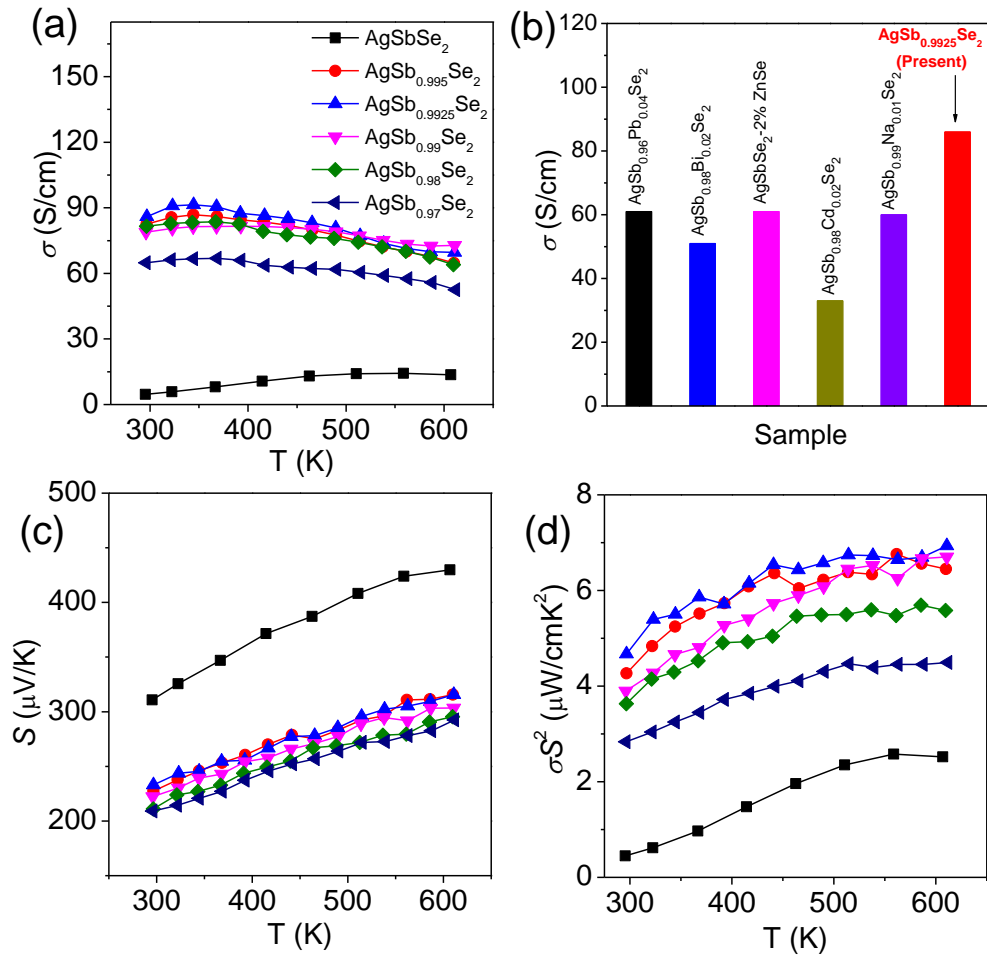 (a)
AgSbSe2
AgSb0.995Se2
AgSb0.9925Se2
AgSb0.99Se2
AgSb0.98Se2
AgSb0.97Se2
σ (S/cm)
150
120
90
60
30
0
300 400 500 600
T (K)
(b)
AgSb0.9925Se2
(Present)
AgSb0.96Pb0.04Se2
AgSb0.98Bi0.02Se2
AgSbSe2-2% ZnSe
AgSb0.98Cd0.02Se2
AgSb0.99Na0.01Se2
σ (S/cm)
120
100
80
60
40
20
0
Sample
(c)
S (μV/K)
500
400
300
200
300 400 500 600
T (K)
(d)
σS2 (μW/cmK2)
8
6
4
2
0
300 400 500 600
T (K)